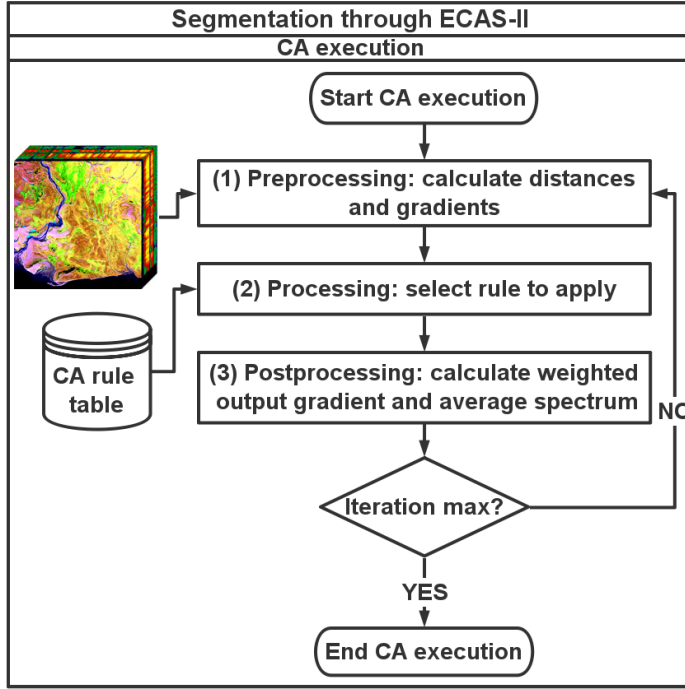 Segmentation through ECAS-II
CA execution
Start CA execution
(1) Preprocessing: calculate distances
and gradients
(2) Processing: select rule to apply
CA rule
table
(3) Postprocessing: calculate weighted
output gradient and average spectrum
NO
Iteration max?
YES
End CA execution